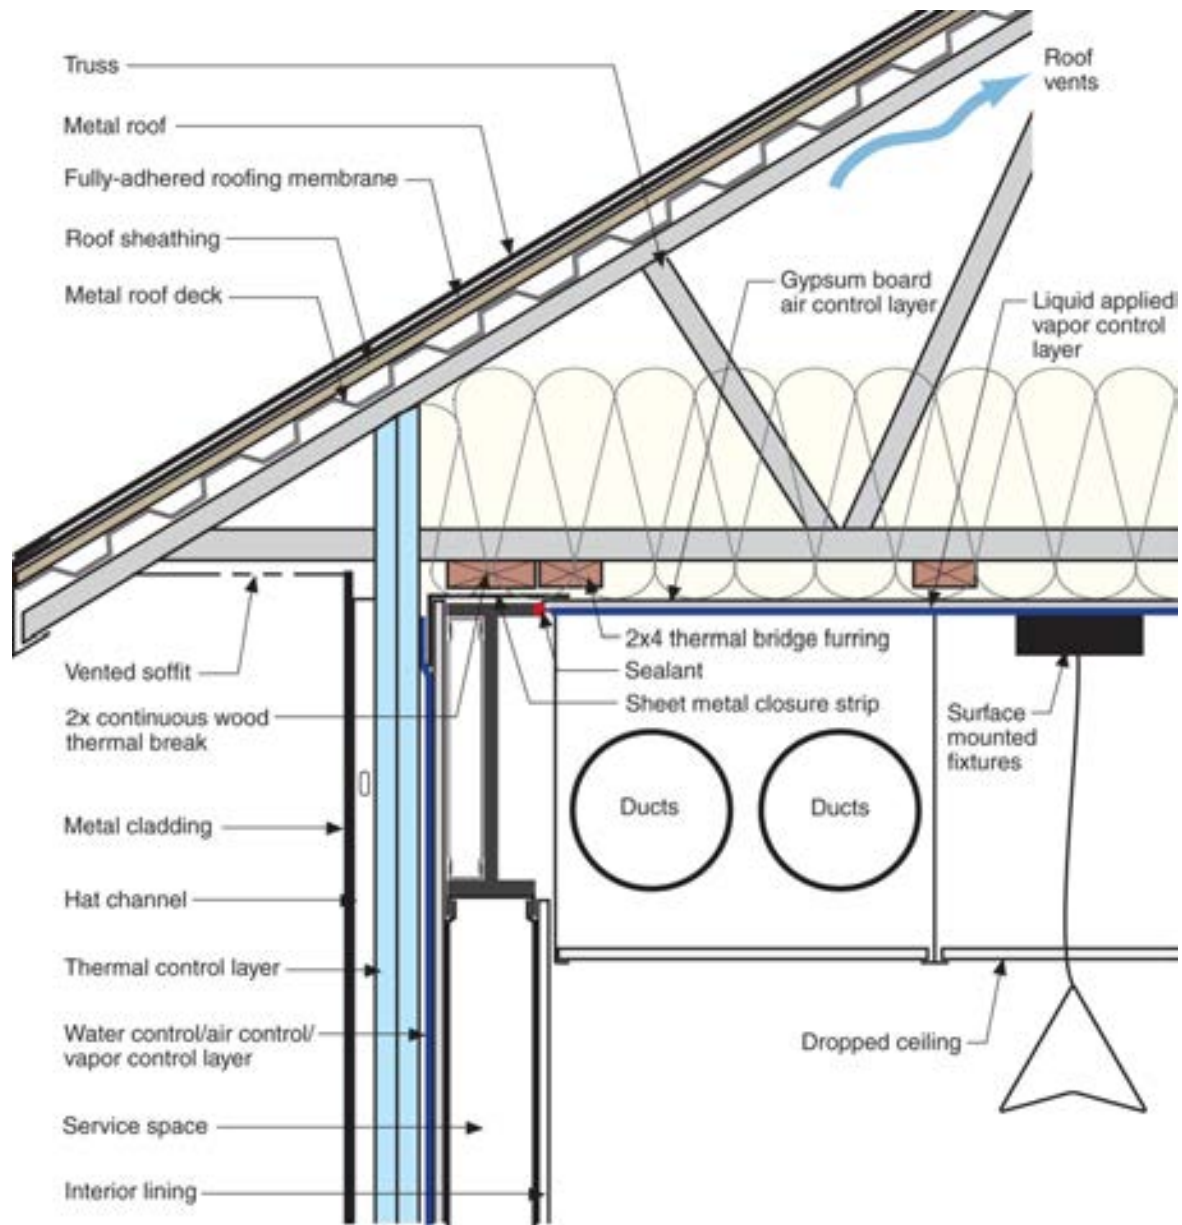 Truss
Metal roof
Fully-adhered roofing membrane
Roof sheathing
Metal roof deck
Roof
vents
Gypsum board
air control layer
Liquid applied
vapor control
layer
2x4 thermal bridge furring
Sealant
Sheet metal closure strip
Vented soffit
2x continuous wood
thermal break
Surface
mounted
fixtures
Ducts
Ducts
Metal cladding
Hat channel
Thermal control layer
Water control/air control/
vapor control layer
Dropped ceiling
Service space
Interior lining